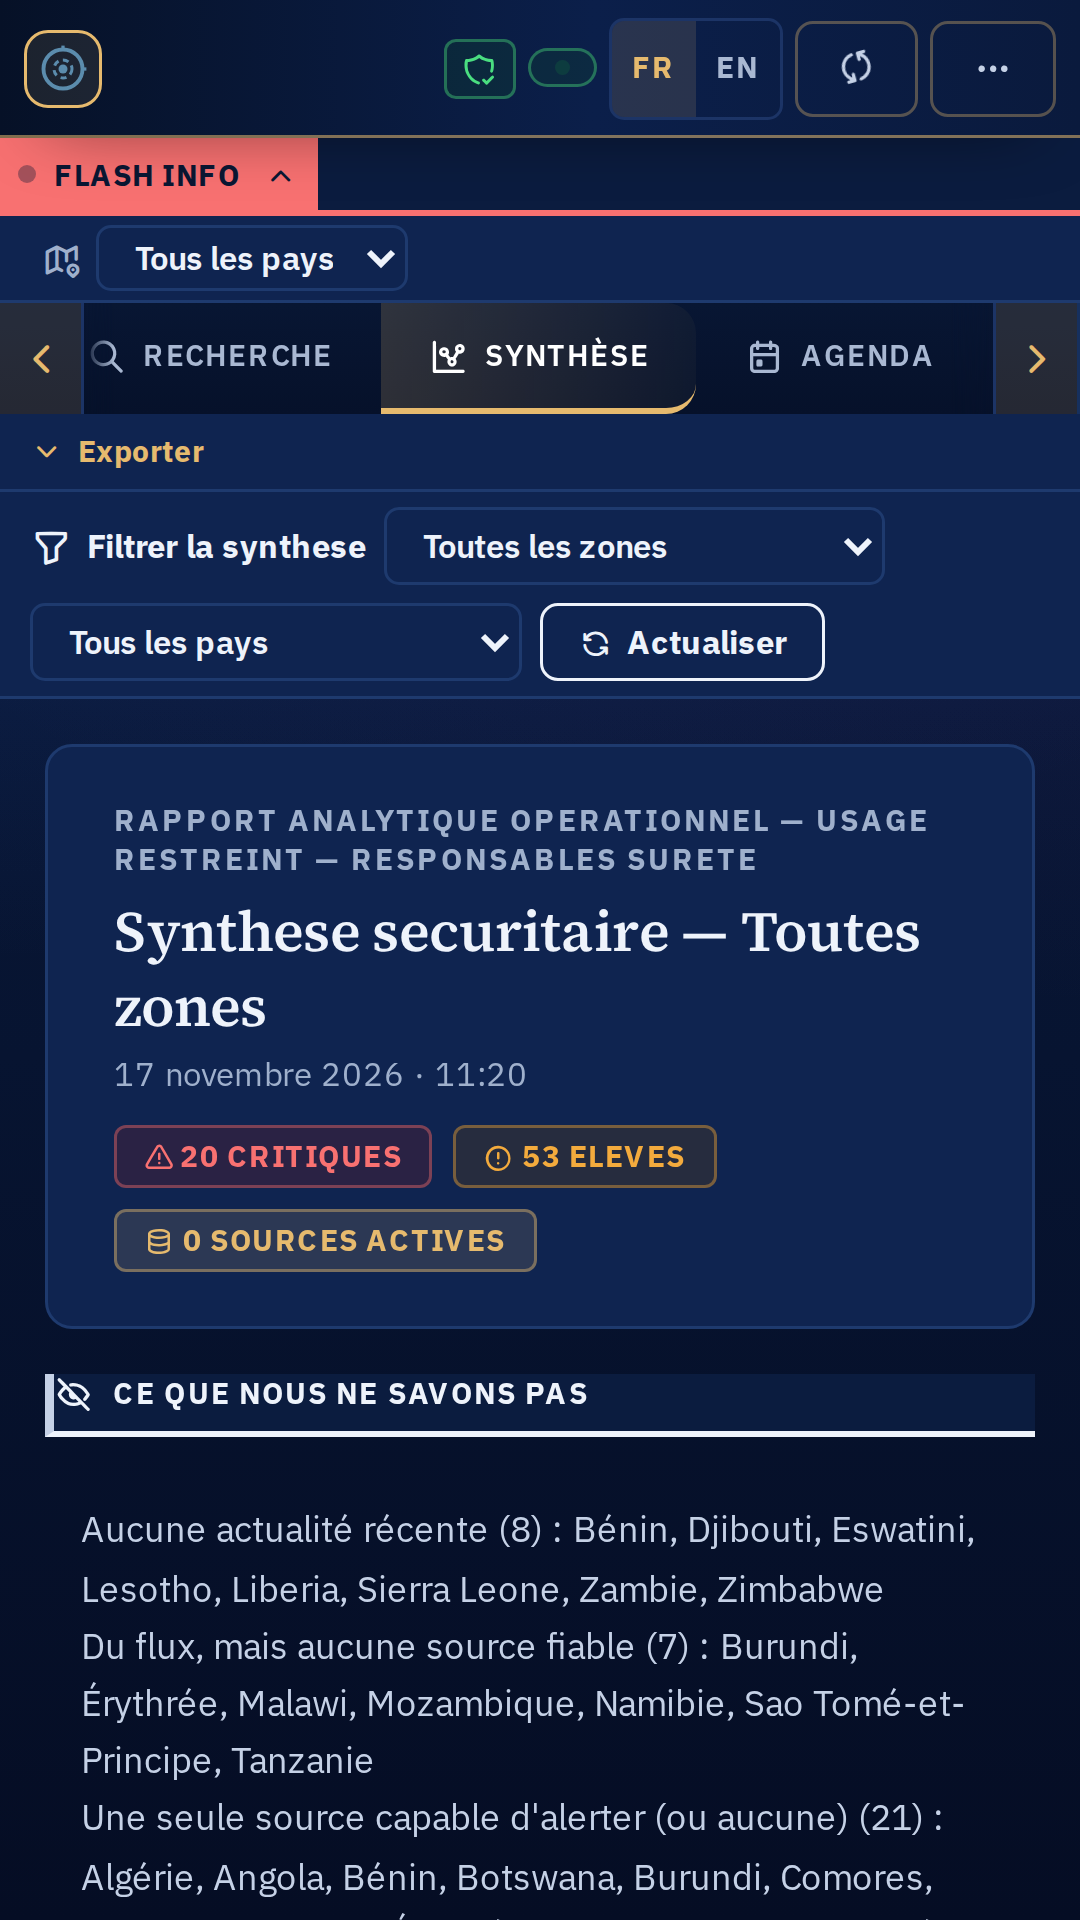 FR EN
FLASH INFO
Tous les pays
RECHERCHE SYNTHÈSE AGENDA
Exporter
Filtrer la synthese Toutes les zones
Tous les pays Actualiser
RAPPORT ANALYTIQUE OPERATIONNEL — USAGE
RESTREINT — RESPONSABLES SURETE
Synthese securitaire — Toutes
zones
17 novembre 2026 · 11:20
20 CRITIQUES 53 ELEVES
0 SOURCES ACTIVES
CE QUE NOUS NE SAVONS PAS
Aucune actualité récente (8) : Bénin, Djibouti, Eswatini,
Lesotho, Liberia, Sierra Leone, Zambie, Zimbabwe
Du flux, mais aucune source fiable (7) : Burundi,
Érythrée, Malawi, Mozambique, Namibie, Sao Tomé-et-
Principe, Tanzanie
Une seule source capable d'alerter (ou aucune) (21) :
Algérie, Angola, Bénin, Botswana, Burundi, Comores,